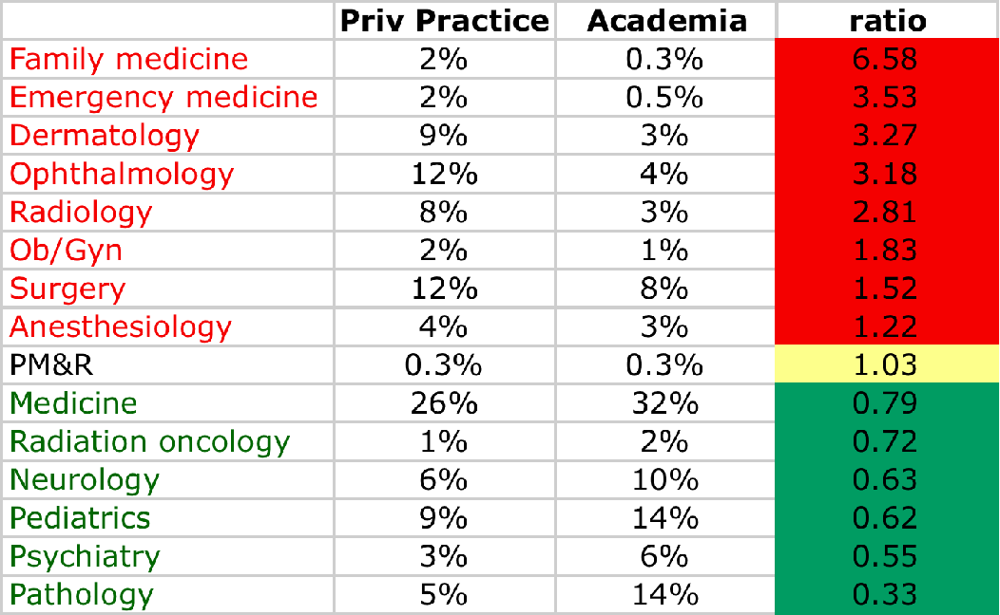 Priv Practice Academia ratio
Family medicine 2% 0.3% 6.58
Emergency medicine 2% 0.5% 3.53
Dermatology 9% 3% 3.27
Ophthalmology 12% 4% 3.18
Radiology 8% 3% 2.81
Ob/Gyn 2% 1% 1.83
Surgery 12% 8% 1.52
Anesthesiology 4% 3% 1.22
PM&R 0.3% 0.3% 1.03
Medicine 26% 32% 0.79
Radiation oncology 1% 2% 0.72
Neurology 6% 10% 0.63
Pediatrics 9% 14% 0.62
Psychiatry 3% 6% 0.55
Pathology 5% 14% 0.33